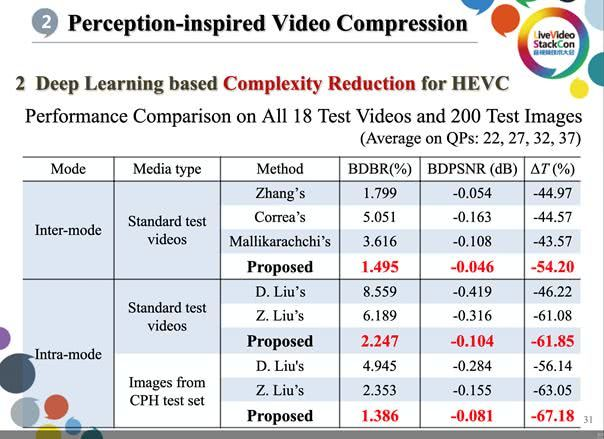 2 Perception-inspired Video Compression
LiveVideo
StackCon
音视频技术大会
2 Deep Learning based Complexity Reduction for HEVC
Performance Comparison on All 18 Test Videos and 200 Test Images
(Average on QPs: 22, 27, 32, 37)
Mode Media type Method BDBR(%) BDPSNR (dB) ΔT (%)
Inter-mode Standard test videos Zhang's 1.799 -0.054 -44.97
Correa's 5.051 -0.163 -44.57
Mallikarachchi's 3.616 -0.108 -43.57
Proposed 1.495 -0.046 -54.20
Intra-mode Standard test videos D. Liu's 8.559 -0.419 -46.22
Z. Liu's 6.189 -0.316 -61.08
Proposed 2.247 -0.104 -61.85
Images from CPH test set D. Liu's 4.945 -0.284 -56.14
Z. Liu's 2.353 -0.155 -63.05
Proposed 1.386 -0.081 -67.18
31